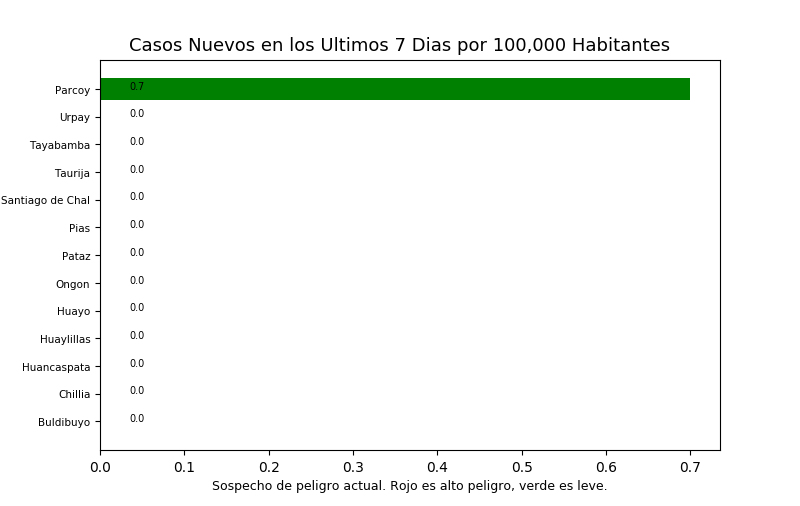 Casos Nuevos en los Ultimos 7 Dias por 100,000 Habitantes
Parcoy 0.7
Urpay 0.0
Tayabamba 0.0
Taurija 0.0
Santiago de Chal 0.0
Pias 0.0
Pataz 0.0
Ongon 0.0
Huayo 0.0
Huaylillas 0.0
Huancaspata 0.0
Chillia 0.0
Buldibuyo 0.0
0.0 0.1 0.2 0.3 0.4 0.5 0.6 0.7
Sospecho de peligro actual. Rojo es alto peligro, verde es leve.